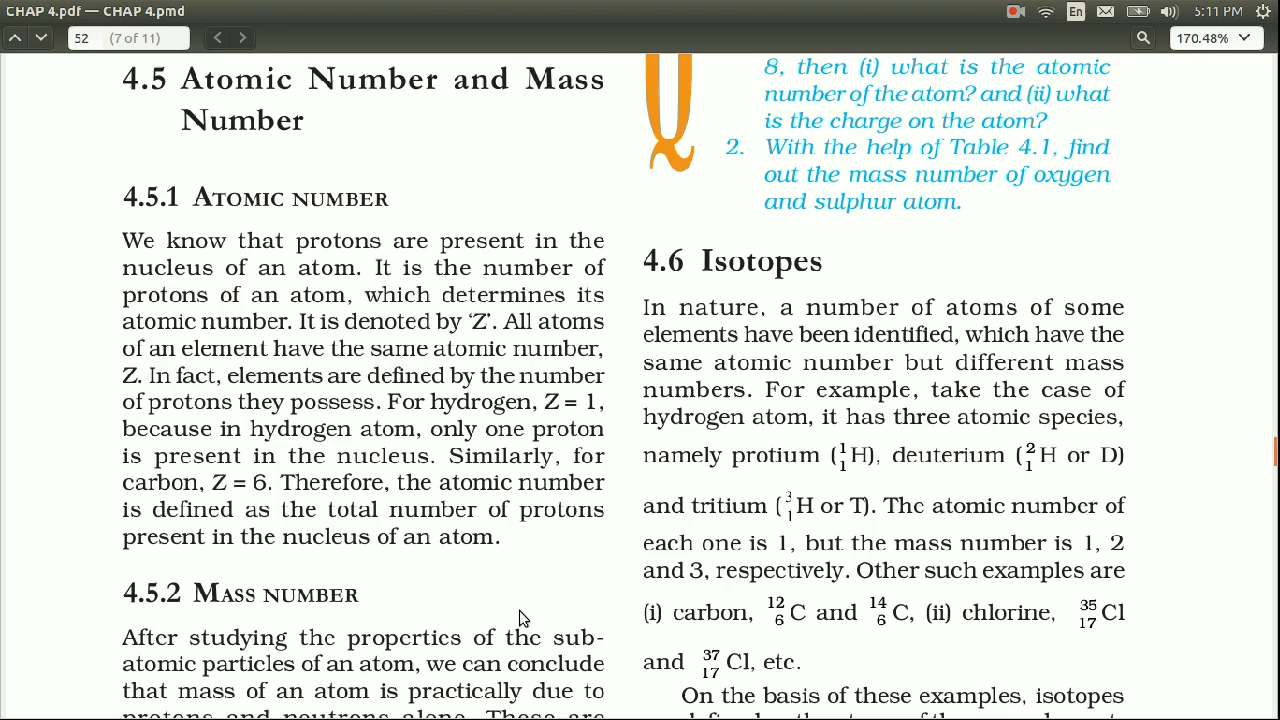 CHAP 4.pdf — CHAP 4.pmd
En
5:11 PM
52 (7 of 11)
170.48%
4.5 Atomic Number and Mass
Number
4.5.1 ATOMIC NUMBER
We know that protons are present in the
nucleus of an atom. It is the number of
protons of an atom, which determines its
atomic number. It is denoted by ‘Z’. All atoms
of an element have the same atomic number,
Z. In fact, elements are defined by the number
of protons they possess. For hydrogen, Z = 1,
because in hydrogen atom, only one proton
is present in the nucleus. Similarly, for
carbon, Z = 6. Therefore, the atomic number
is defined as the total number of protons
present in the nucleus of an atom.
4.5.2 MASS NUMBER
After studying the properties of the sub-
atomic particles of an atom, we can conclude
that mass of an atom is practically due to
protons and neutrons alone. These are
Q
8, then (i) what is the atomic
number of the atom? and (ii) what
is the charge on the atom?
2. With the help of Table 4.1, find
out the mass number of oxygen
and sulphur atom.
4.6 Isotopes
In nature, a number of atoms of some
elements have been identified, which have the
same atomic number but different mass
numbers. For example, take the case of
hydrogen atom, it has three atomic species,
namely protium (¹₁H), deuterium (²₁H or D)
and tritium (³₁H or T). The atomic number of
each one is 1, but the mass number is 1, 2
and 3, respectively. Other such examples are
(i) carbon, ¹²₆C and ¹⁴₆C, (ii) chlorine, ³⁵₁₇Cl
and ³⁷₁₇Cl, etc.
On the basis of these examples, isotopes